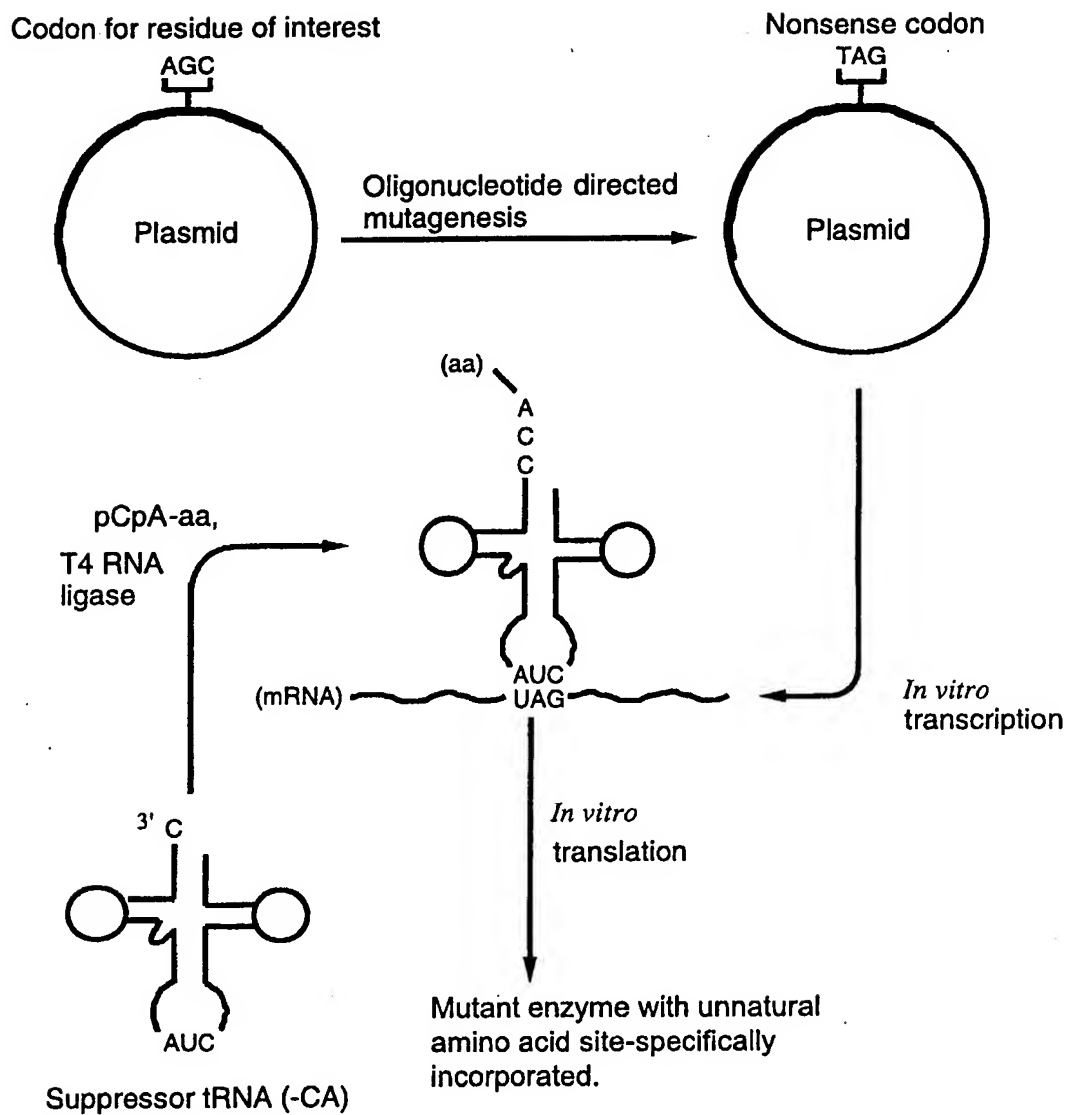 Codon for residue of interest
AGC
Plasmid
Oligonucleotide directed
mutagenesis
Nonsense codon
TAG
Plasmid
(aa)
A
C
C
pCpA-aa,
T4 RNA
ligase
AUC
(mRNA)
UAG
In vitro
transcription
In vitro
translation
3' C
AUC
Suppressor tRNA (-CA)
Mutant enzyme with unnatural
amino acid site-specifically
incorporated.